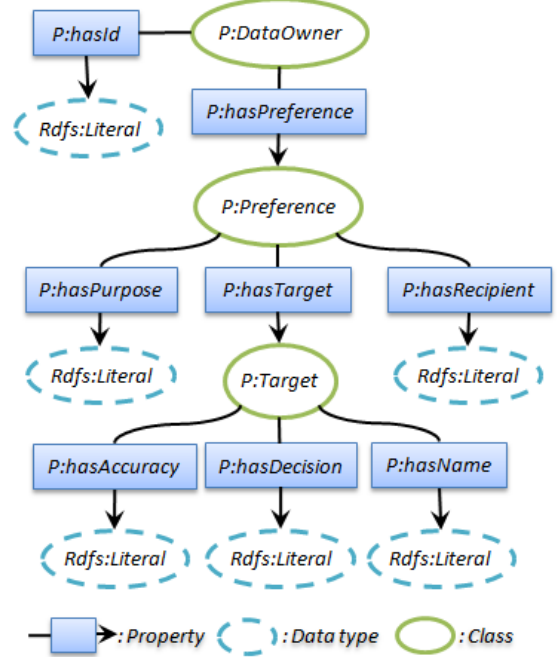 P:hasId
P:DataOwner
Rdfs:Literal
P:hasPreference
P:Preference
P:hasPurpose
P:hasTarget
P:hasRecipient
Rdfs:Literal
P:Target
Rdfs:Literal
P:hasAccuracy
P:hasDecision
P:hasName
Rdfs:Literal
Rdfs:Literal
Rdfs:Literal
: Property
: Data type
: Class